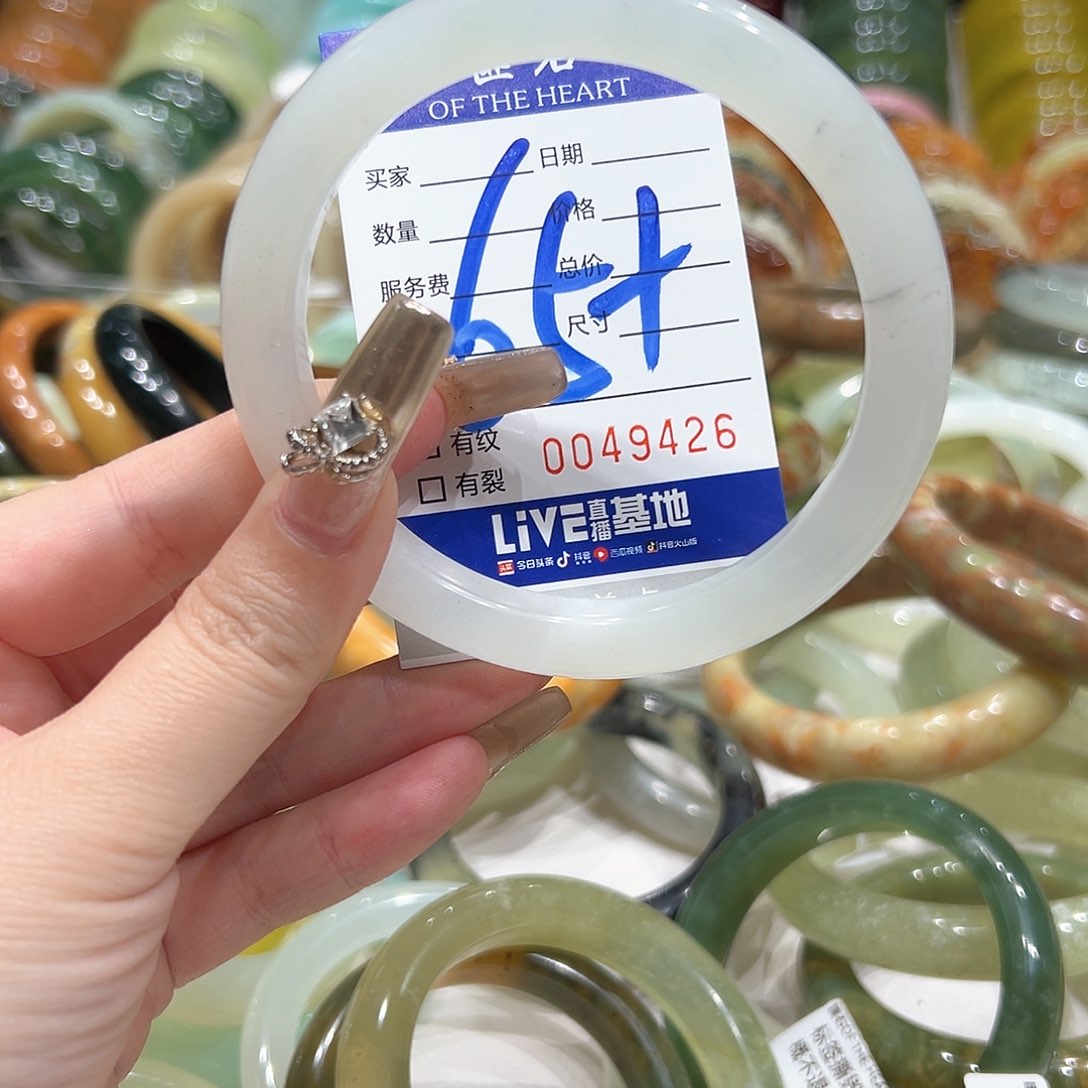 OF THE HEART
买家 日期
数量 价格
服务费 总价
尺寸
65+
有纹
有裂
0049426
LiVE直播基地
今日头条 抖音 西瓜视频 抖音火山版